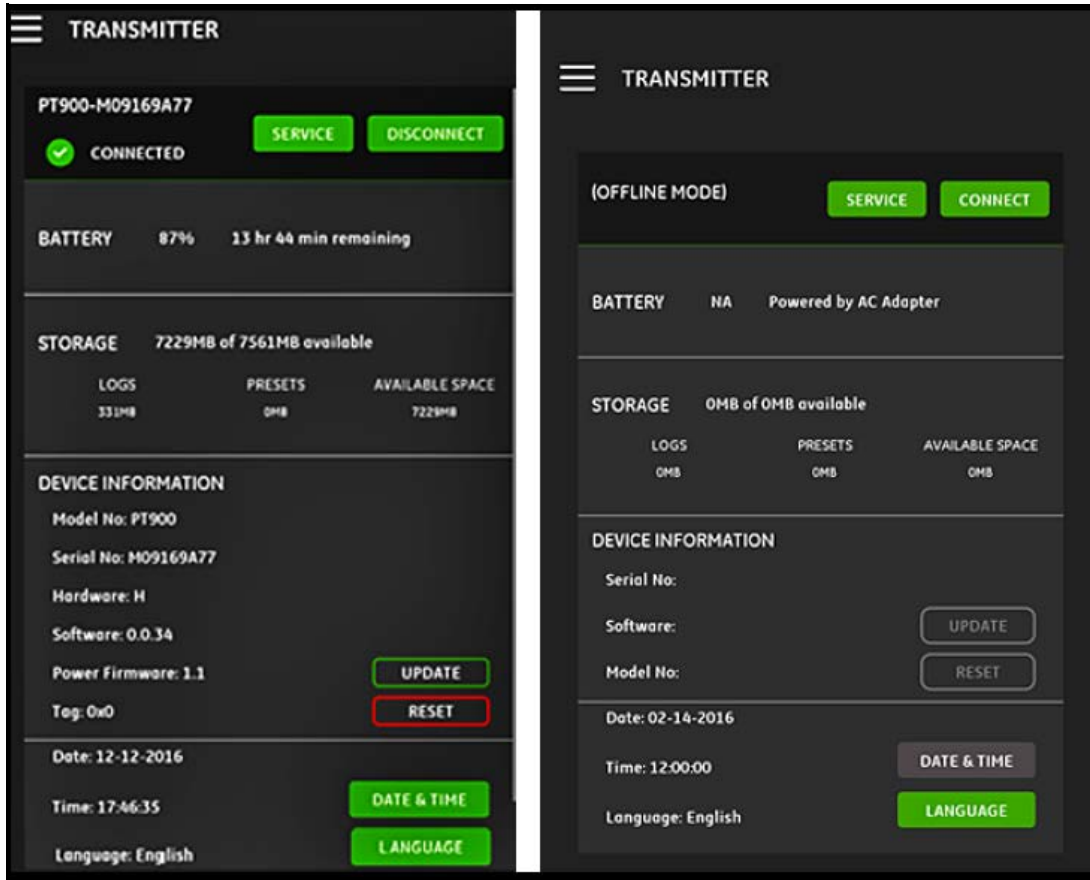 TRANSMITTER
PT900-M09169A77
CONNECTED
SERVICE
DISCONNECT
BATTERY 87% 13 hr 44 min remaining
STORAGE 7229MB of 7561MB available
LOGS PRESETS AVAILABLE SPACE
331MB 0MB 7229MB
DEVICE INFORMATION
Model No: PT900
Serial No: M09169A77
Hardware: H
Software: 0.0.34
Power Firmware: 1.1 UPDATE
Tag: 0x0 RESET
Date: 12-12-2016
Time: 17:46:35 DATE & TIME
Language: English LANGUAGE
TRANSMITTER
(OFFLINE MODE) SERVICE CONNECT
BATTERY NA Powered by AC Adapter
STORAGE 0MB of 0MB available
LOGS PRESETS AVAILABLE SPACE
0MB 0MB 0MB
DEVICE INFORMATION
Serial No:
Software: UPDATE
Model No: RESET
Date: 02-14-2016
Time: 12:00:00 DATE & TIME
Language: English LANGUAGE